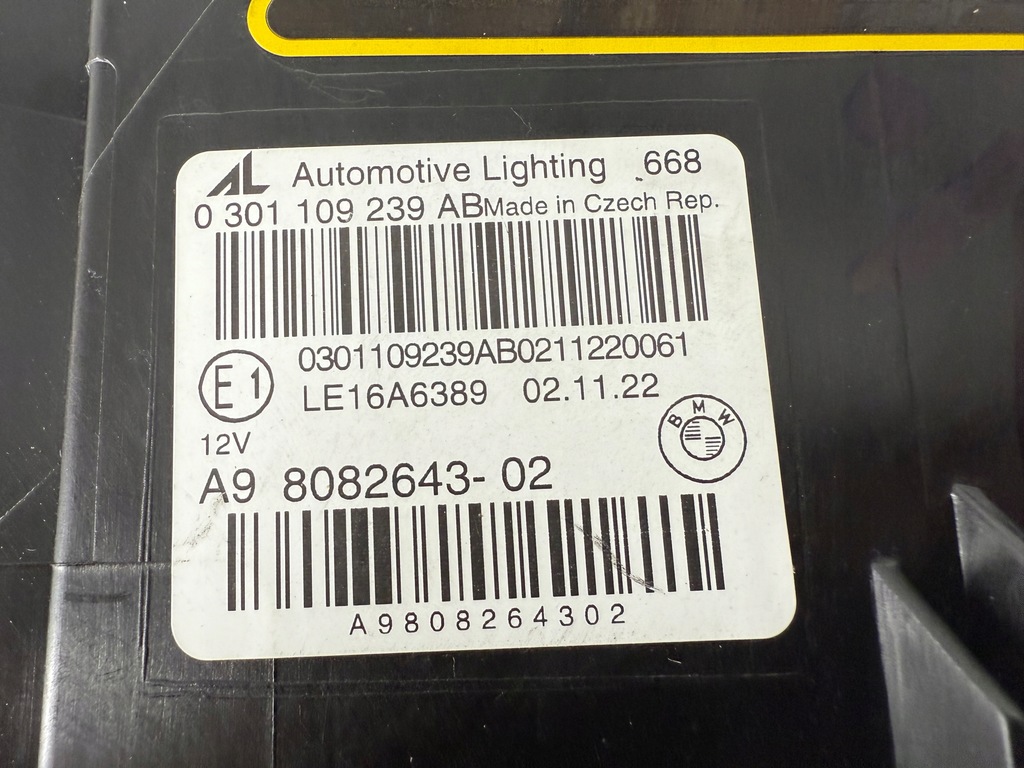 AL Automotive Lighting 668
0 301 109 239 AB Made in Czech Rep.
0301109239AB0211220061
E1 LE16A6389 02.11.22
BMW
12V
A9 8082643-02
A9808264302